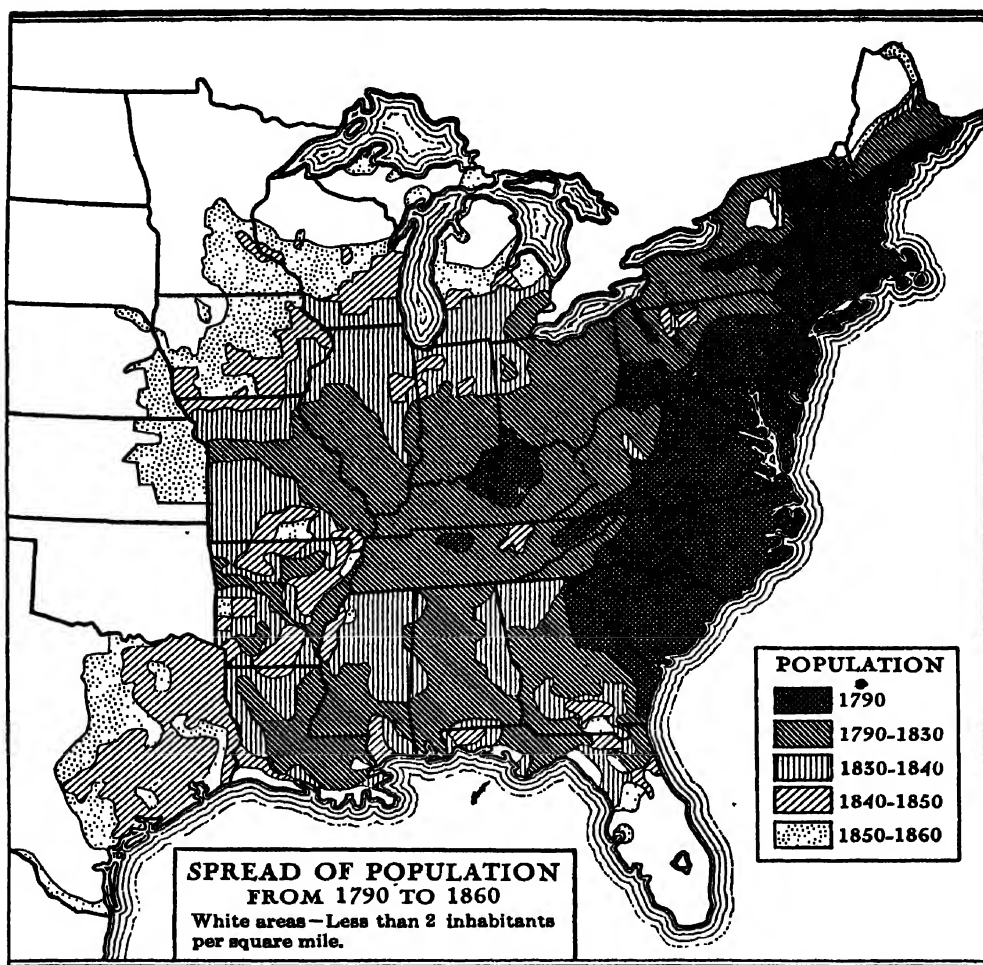 POPULATION
1790
1790-1830
1830-1840
1840-1850
1850-1860
SPREAD OF POPULATION
FROM 1790 TO 1860
White areas—Less than 2 inhabitants
per square mile.